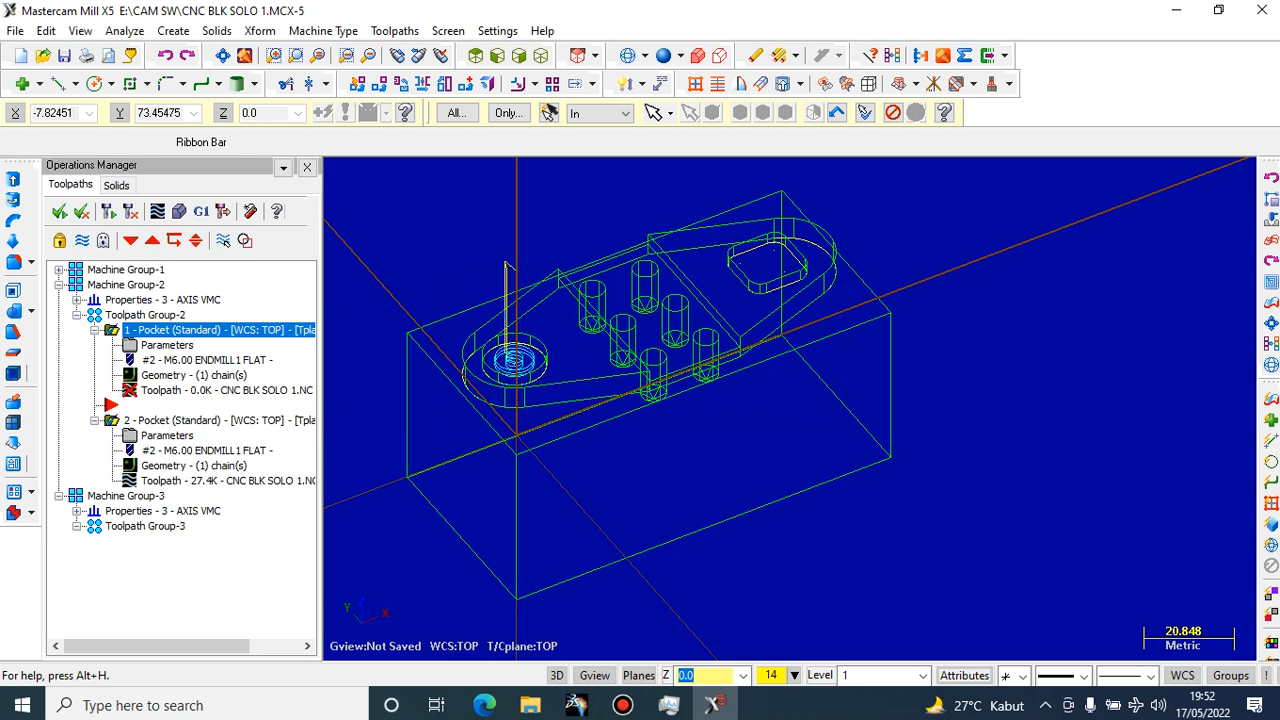 Mastercam Mill X5 E:\CAM SW\CNC BLK SOLO 1.MCX-5
File Edit View Analyze Create Solids Xform Machine Type Toolpaths Screen Settings Help
X -7.82451 Y 73.45475 Z 0.0 All... Only... In
Ribbon Bar
Operations Manager
Toolpaths Solids
G1
Machine Group-1
Machine Group-2
Properties - 3 - AXIS VMC
Toolpath Group-2
1 - Pocket (Standard) - [WCS: TOP] - [Tpla
Parameters
#2 - M6.00 ENDMILL1 FLAT -
Geometry - (1) chain(s)
Toolpath - 0.0K - CNC BLK SOLO 1.NC
2 - Pocket (Standard) - [WCS: TOP] - [Tpla
Parameters
#2 - M6.00 ENDMILL1 FLAT -
Geometry - (1) chain(s)
Toolpath - 27.4K - CNC BLK SOLO 1.NC
Machine Group-3
Properties - 3 - AXIS VMC
Toolpath Group-3
Y X
Gview:Not Saved WCS:TOP T/Cplane:TOP
20.848
Metric
For help, press Alt+H.
3D Gview Planes Z 0.0 14 Level 1 Attributes WCS Groups !
Type here to search
27°C Kabut
19:52
17/05/2022